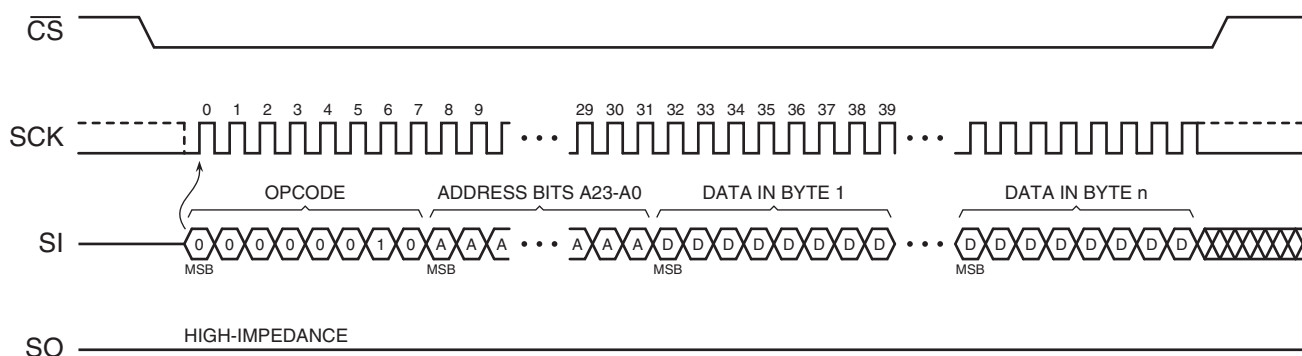 CS
0 1 2 3 4 5 6 7 8 9 29 30 31 32 33 34 35 36 37 38 39
SCK
OPCODE ADDRESS BITS A23-A0 DATA IN BYTE 1 DATA IN BYTE n
SI 0 0 0 0 0 0 1 0 A A A A A A D D D D D D D D D D D D D D D D
MSB MSB MSB MSB
HIGH-IMPEDANCE
SO